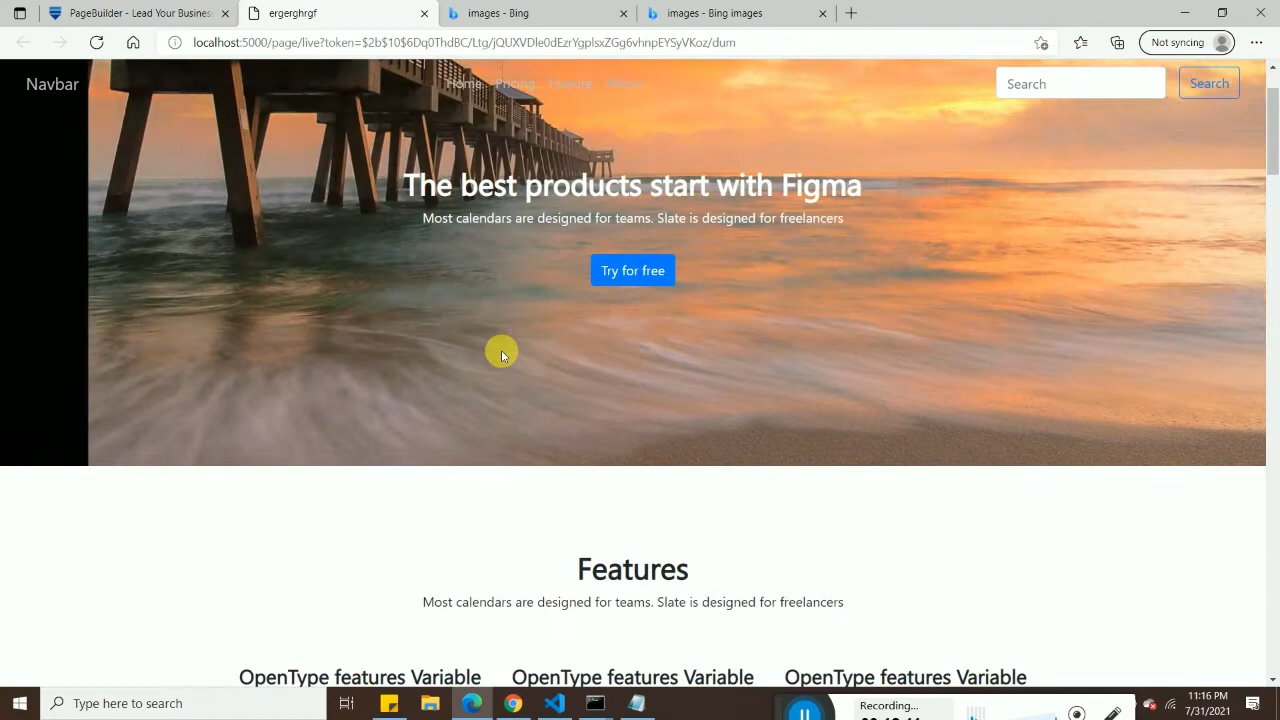 PageBuilder - Lead Your Busines
ergerghrgf
images - Bing
images - Bing images
localhost:5000/page/live?token=$2b$10$6Dq0ThdBC/Ltg/jQUXVDle0dEzrYgplsxZGg6vhnpEYSyVKoz/dum
Not syncing
Navbar
Home
Pricing
Search
Search
The best products start with Figma
Most calendars are designed for teams. Slate is designed for freelancers
Try for free
Features
Most calendars are designed for teams. Slate is designed for freelancers
OpenType features Variable
OpenType features Variable
OpenType features Variable
Type here to search
Recording...
11:16 PM
7/31/2021